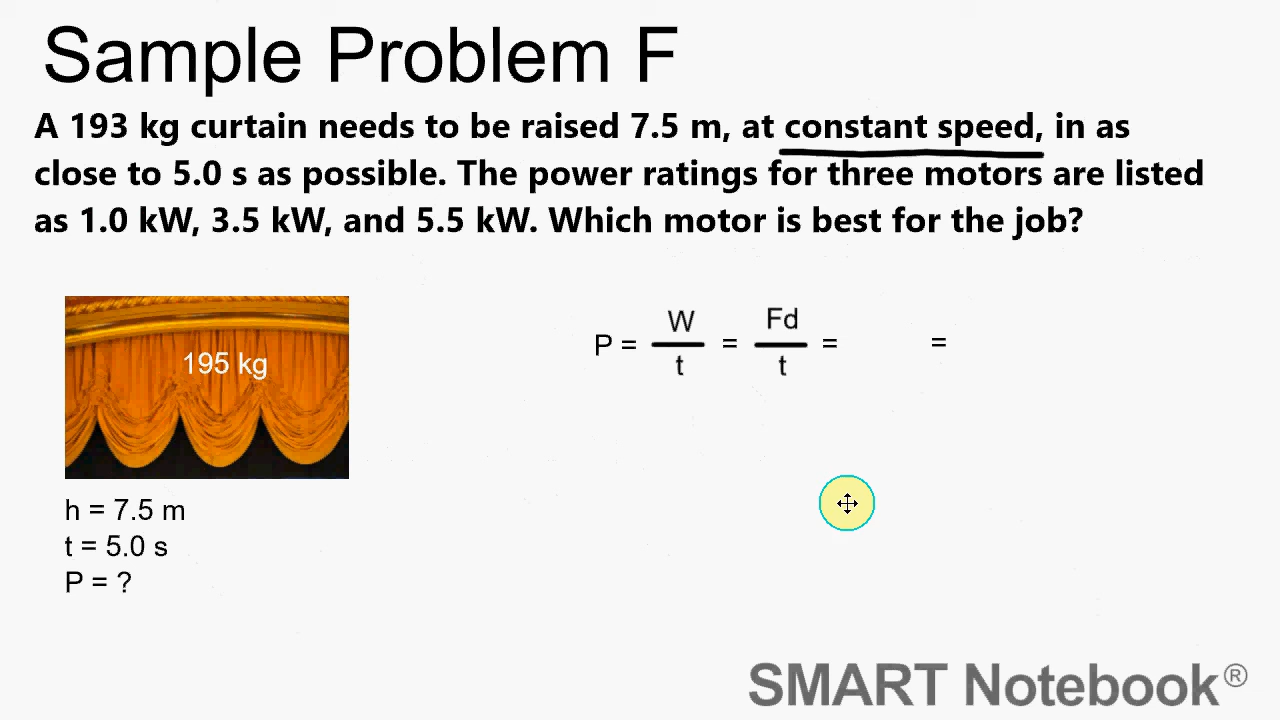 Sample Problem F
A 193 kg curtain needs to be raised 7.5 m, at constant speed, in as
close to 5.0 s as possible. The power ratings for three motors are listed
as 1.0 kW, 3.5 kW, and 5.5 kW. Which motor is best for the job?
195 kg
h = 7.5 m
t = 5.0 s
P = ?
P = W/t = Fd/t = =
SMART Notebook®